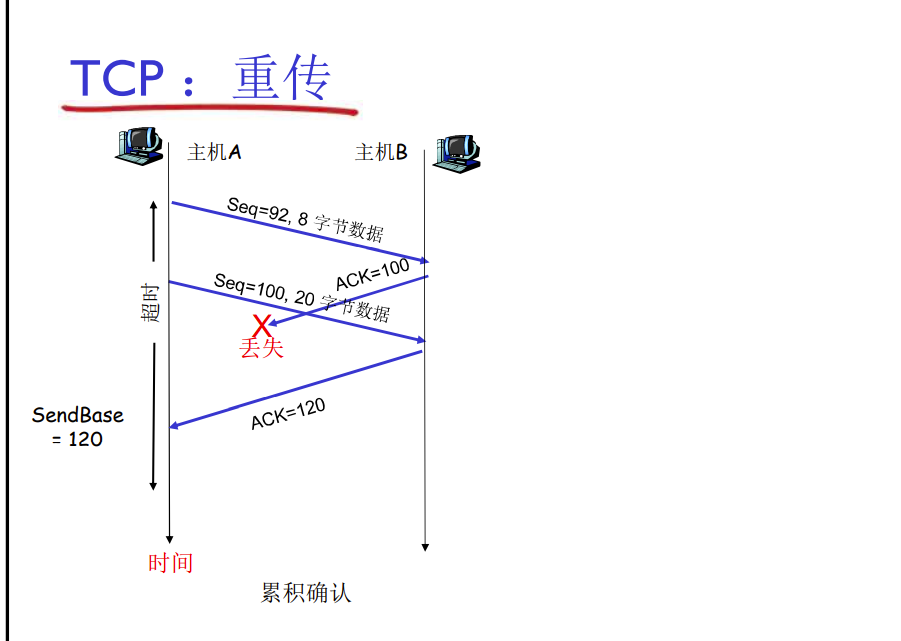 TCP ：重传
主机A
主机B
Seq=92, 8 字节数据
ACK=100
Seq=100, 20 字节数据
超时
X
丢失
ACK=120
SendBase
= 120
时间
累积确认